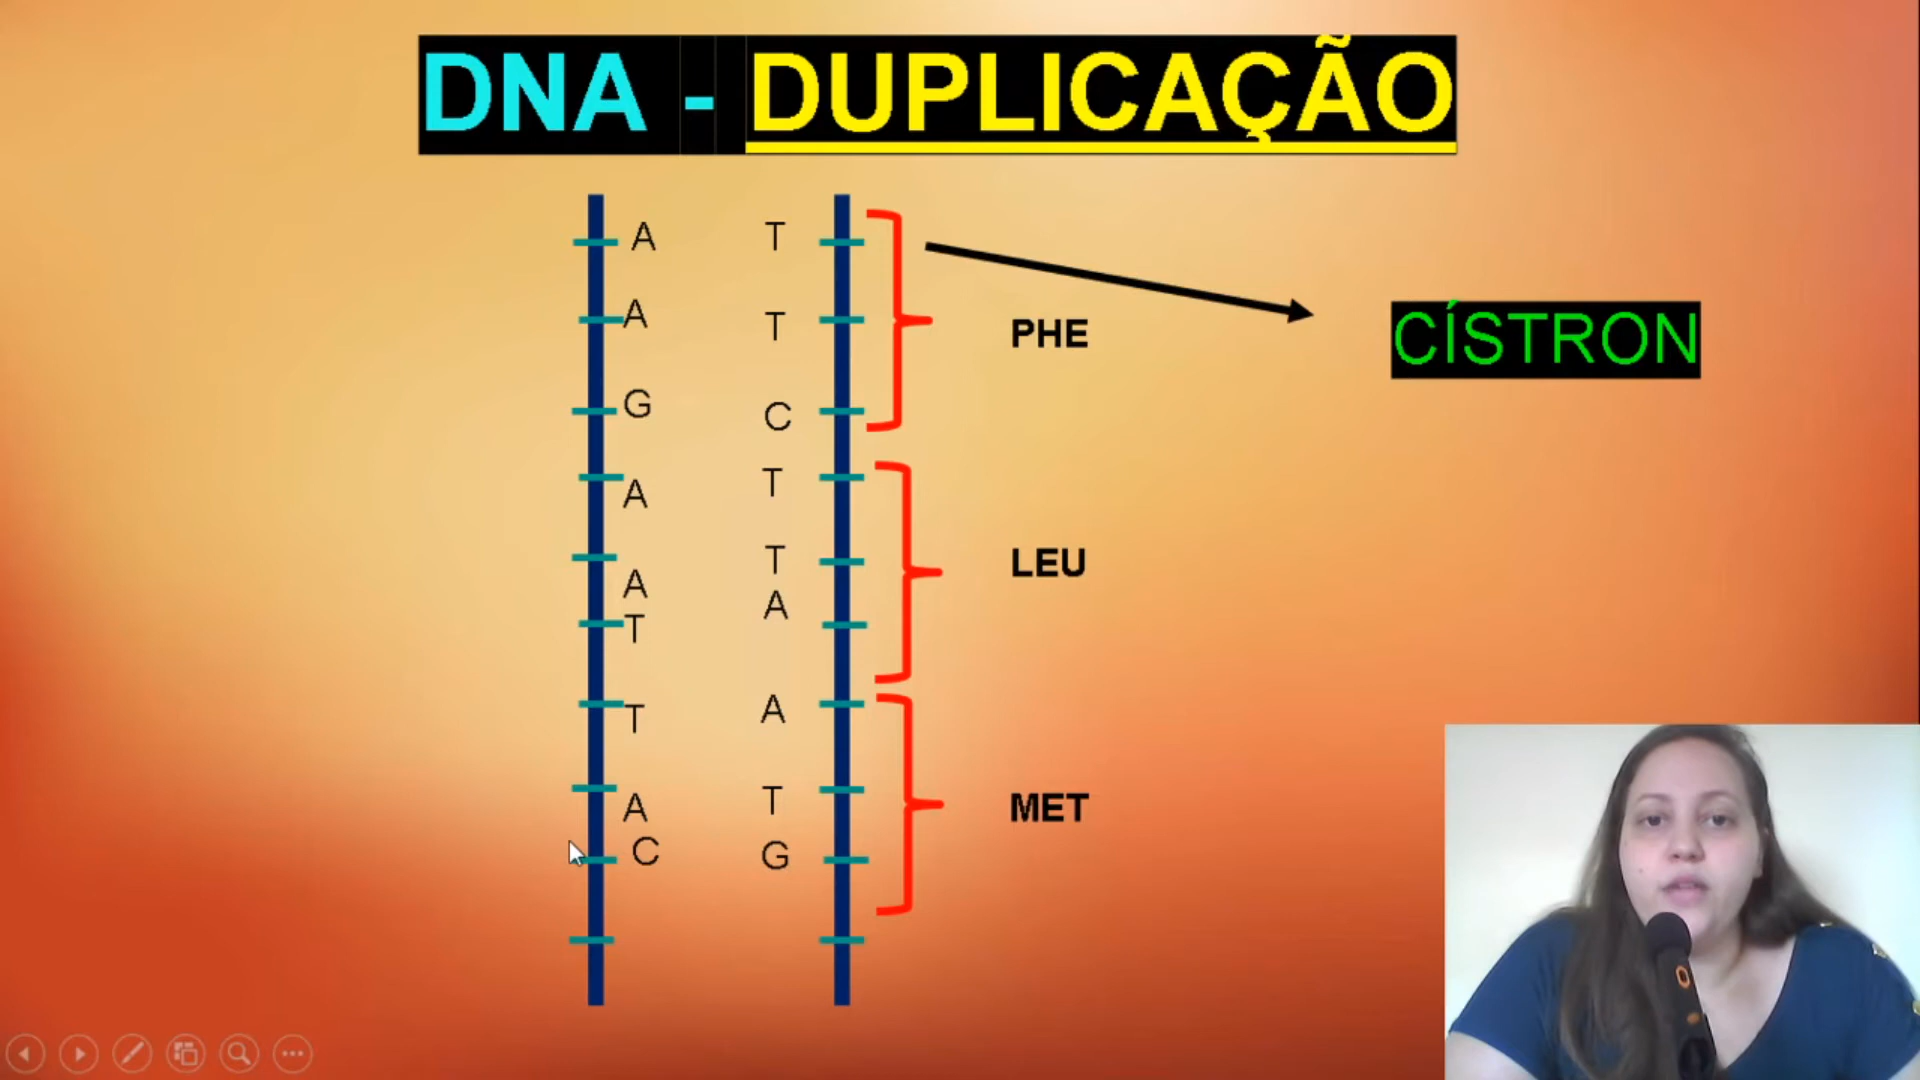 DNA - DUPLICAÇÃO
A T
A T
G C
A T
A T
T A
T A
A T
C G
PHE
LEU
MET
CÍSTRON